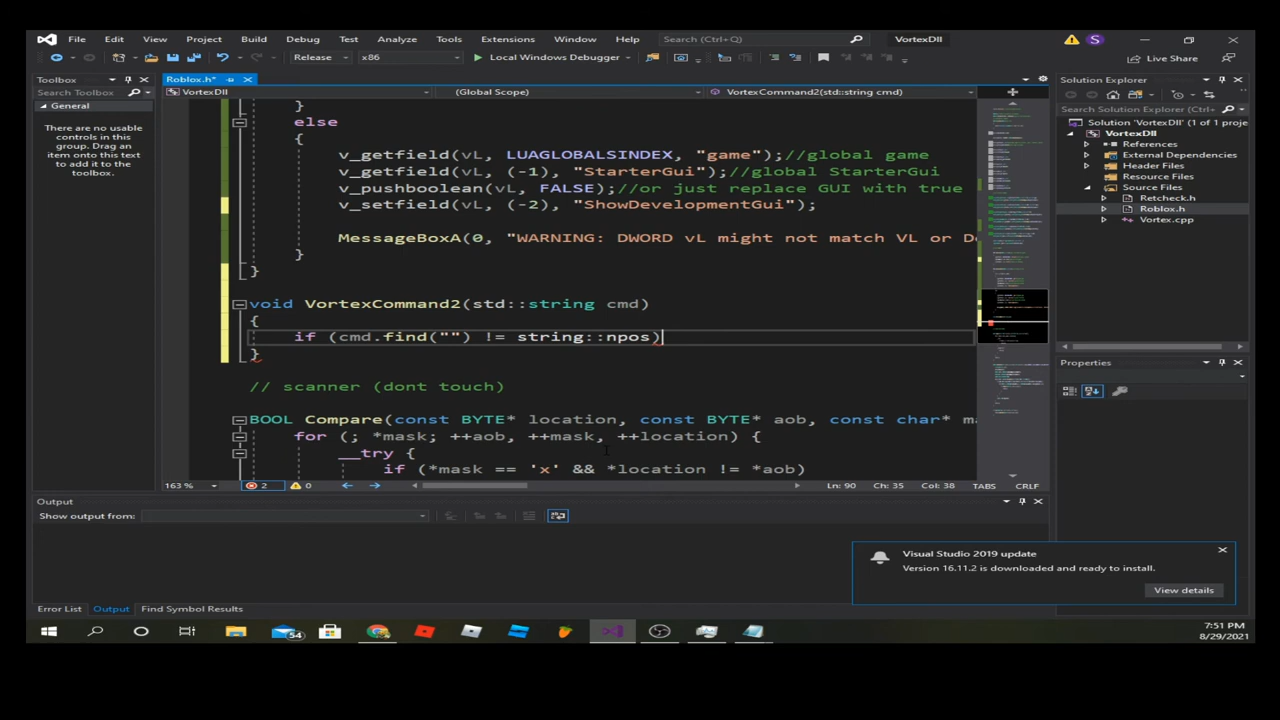 File Edit View Project Build Debug Test Analyze Tools Extensions Window Help Search (Ctrl+Q) VortexDll S
Release x86 Local Windows Debugger Live Share
Toolbox
Search Toolbox
General
There are no usable
controls in this
group. Drag an
item onto this text
to add it to the
toolbox.
Roblox.h*
VortexDll (Global Scope) VortexCommand2(std::string cmd)
}
else
{
v_getfield(vL, LUAGLOBALSINDEX, "game");//global game
v_getfield(vL, (-1), "StarterGui");//global StarterGui
v_pushboolean(vL, FALSE);//or just replace GUI with true
v_setfield(vL, (-2), "ShowDevelopmentGui");
MessageBoxA(0, "WARNING: DWORD vL might not match VL or D
}
}
void VortexCommand2(std::string cmd)
{
if (cmd.find("") != string::npos)
}
// scanner (dont touch)
BOOL Compare(const BYTE* location, const BYTE* aob, const char* m
for (; *mask; ++aob, ++mask, ++location) {
__try {
if (*mask == 'x' && *location != *aob)
163 % 2 0 Ln: 90 Ch: 35 Col: 38 TABS CRLF
Solution Explorer
Search Solution Explorer (Ctrl+
Solution 'VortexDll' (1 of 1 proje
VortexDll
References
External Dependencies
Header Files
Resource Files
Source Files
Retcheck.h
Roblox.h
Vortex.cpp
Properties
Output
Show output from:
Error List Output Find Symbol Results
Visual Studio 2019 update
Version 16.11.2 is downloaded and ready to install.
View details
54
7:51 PM
8/29/2021